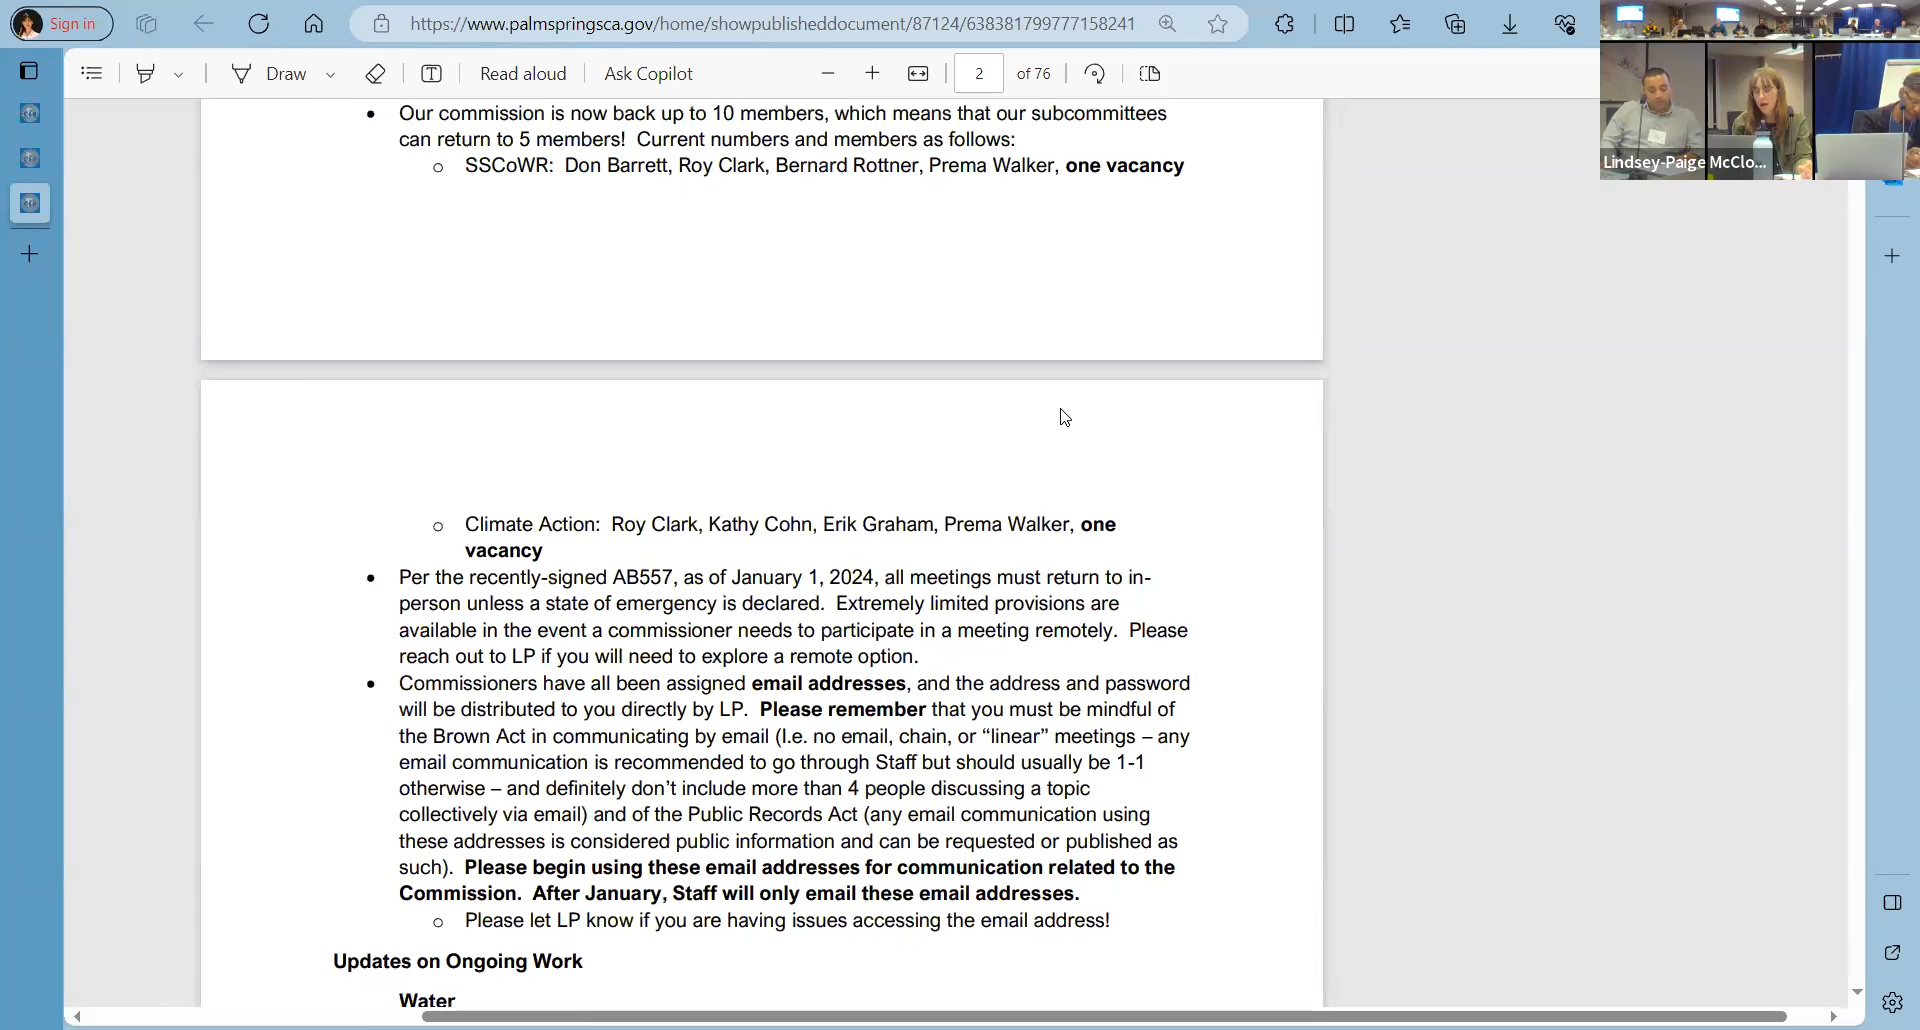 Sign in
https://www.palmspringsca.gov/home/showpublisheddocument/87124/638381799777158241
Draw
Read aloud
Ask Copilot
2
of 76
Lindsey-Paige McClo...
• Our commission is now back up to 10 members, which means that our subcommittees
can return to 5 members! Current numbers and members as follows:
o SSCoWR: Don Barrett, Roy Clark, Bernard Rottner, Prema Walker, one vacancy
o Climate Action: Roy Clark, Kathy Cohn, Erik Graham, Prema Walker, one
vacancy
• Per the recently-signed AB557, as of January 1, 2024, all meetings must return to in-
person unless a state of emergency is declared. Extremely limited provisions are
available in the event a commissioner needs to participate in a meeting remotely. Please
reach out to LP if you will need to explore a remote option.
• Commissioners have all been assigned email addresses, and the address and password
will be distributed to you directly by LP. Please remember that you must be mindful of
the Brown Act in communicating by email (I.e. no email, chain, or “linear” meetings – any
email communication is recommended to go through Staff but should usually be 1-1
otherwise – and definitely don’t include more than 4 people discussing a topic
collectively via email) and of the Public Records Act (any email communication using
these addresses is considered public information and can be requested or published as
such). Please begin using these email addresses for communication related to the
Commission. After January, Staff will only email these email addresses.
o Please let LP know if you are having issues accessing the email address!
Updates on Ongoing Work
Water